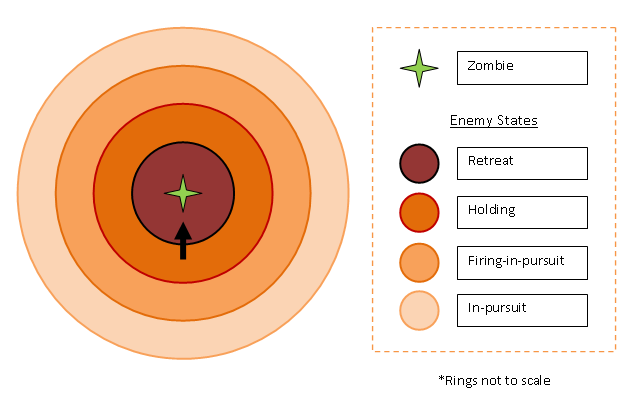 Zombie
Enemy States
Retreat
Holding
Firing-in-pursuit
In-pursuit
*Rings not to scale